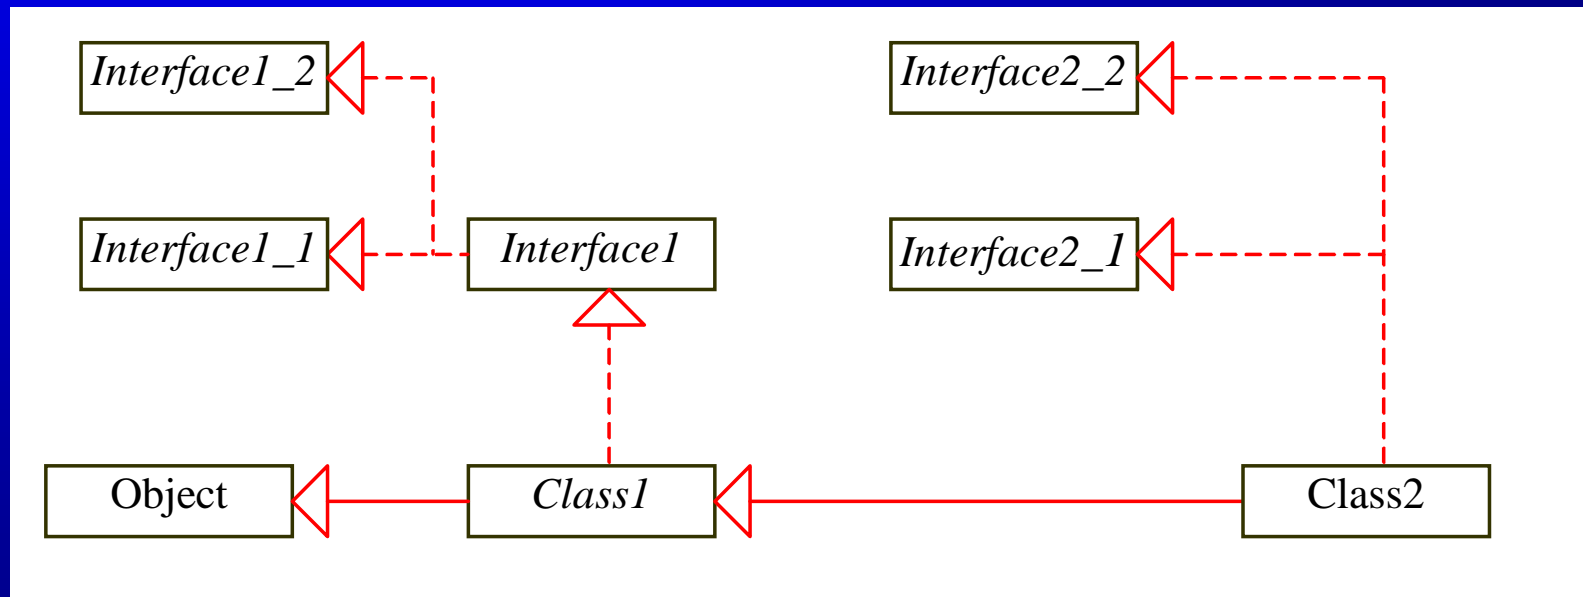 Interface1_2
Interface2_2
Interface1_1
Interface1
Interface2_1
Object
Class1
Class2